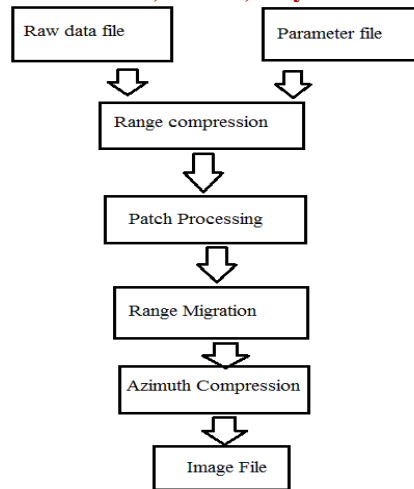 Raw data file
Parameter file
Range compression
Patch Processing
Range Migration
Azimuth Compression
Image File